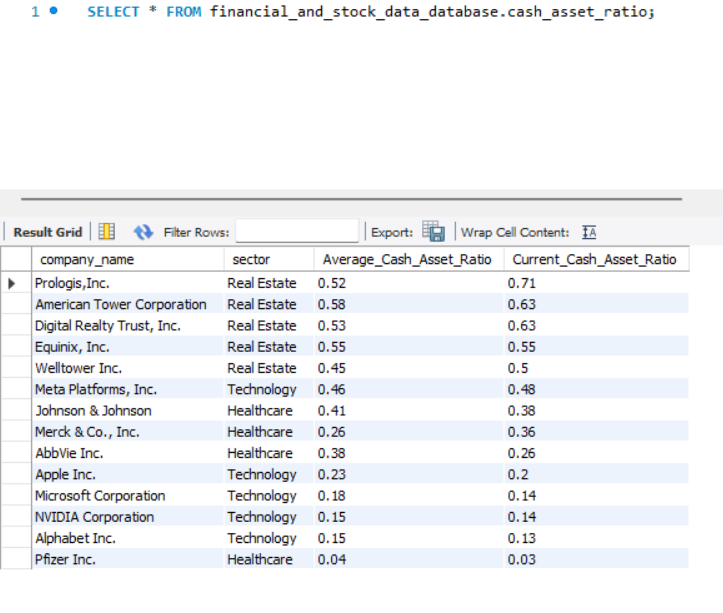 1 SELECT * FROM financial_and_stock_data_database.cash_asset_ratio;
Result Grid Filter Rows: Export: Wrap Cell Content: IA
company_name sector Average_Cash_Asset_Ratio Current_Cash_Asset_Ratio
Prologis,Inc. Real Estate 0.52 0.71
American Tower Corporation Real Estate 0.58 0.63
Digital Realty Trust, Inc. Real Estate 0.53 0.63
Equinix, Inc. Real Estate 0.55 0.55
Welltower Inc. Real Estate 0.45 0.5
Meta Platforms, Inc. Technology 0.46 0.48
Johnson & Johnson Healthcare 0.41 0.38
Merck & Co., Inc. Healthcare 0.26 0.36
AbbVie Inc. Healthcare 0.38 0.26
Apple Inc. Technology 0.23 0.2
Microsoft Corporation Technology 0.18 0.14
NVIDIA Corporation Technology 0.15 0.14
Alphabet Inc. Technology 0.15 0.13
Pfizer Inc. Healthcare 0.04 0.03